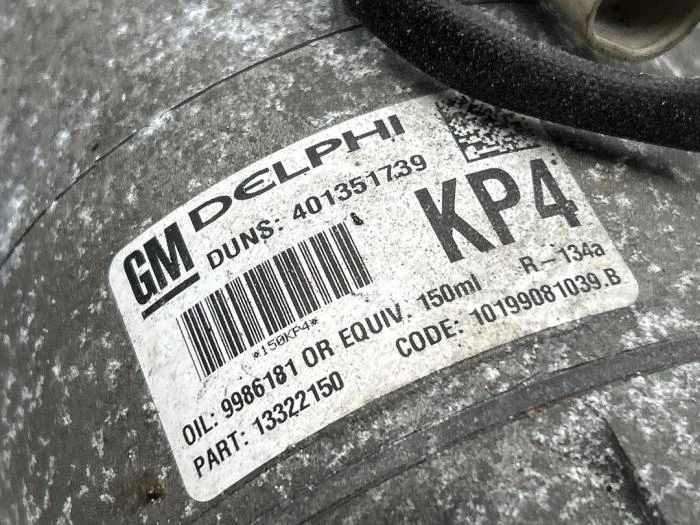 GM DELPHI
DUNS: 401351739
KP4
*150KP4*
R-134a
OIL: 9986181 OR EQUIV. 150ml
PART: 13322150
CODE: 10199081039.B